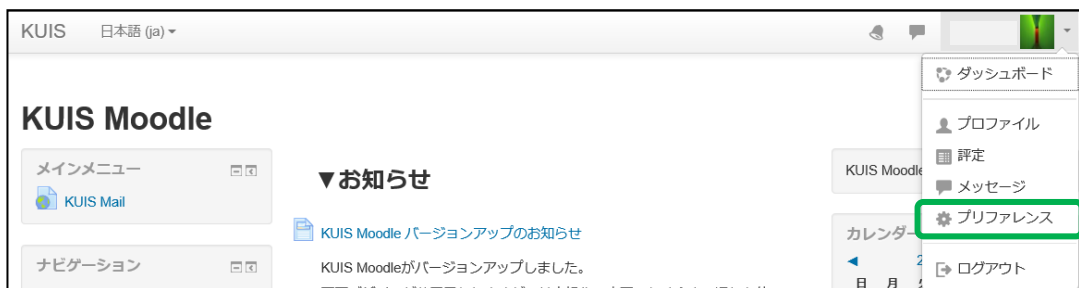 KUIS 日本語 (ja)
ダッシュボード
KUIS Moodle
プロファイル
評定
メッセージ
プリファレンス
ログアウト
メインメニュー
KUIS Mail
ナビゲーション
▼お知らせ
KUIS Moodle バージョンアップのお知らせ
KUIS Moodleがバージョンアップしました。
KUIS Moodle
カレンダー
日 月